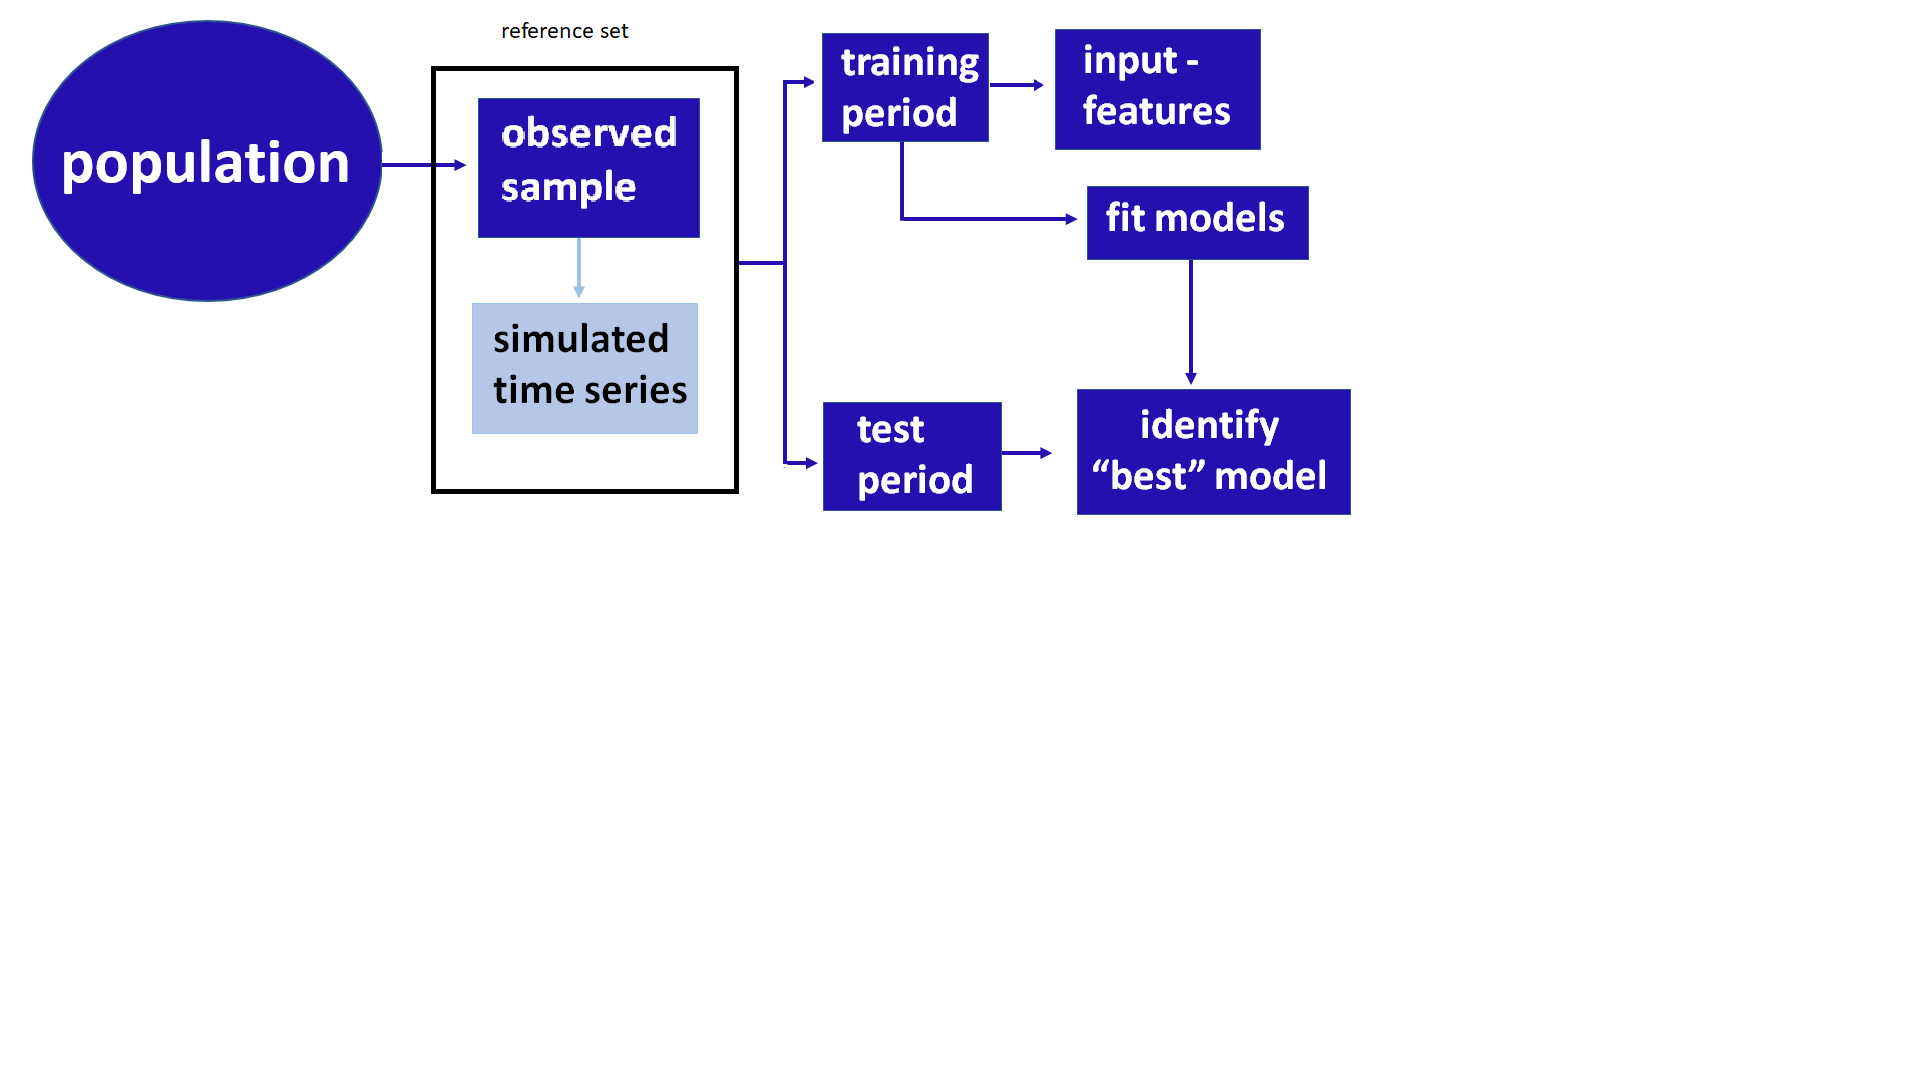 reference set
population
observed
sample
simulated
time series
training
period
input -
features
fit models
test
period
identify
“best” model